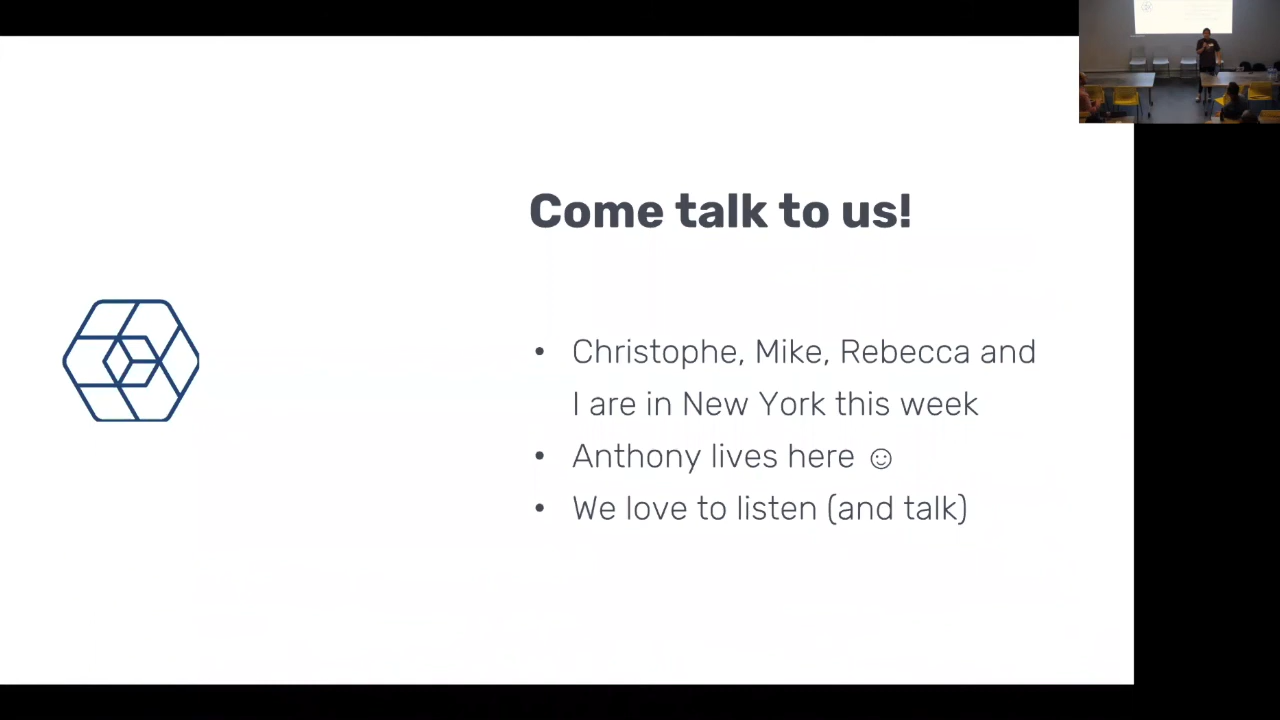 Come talk to us!
• Christophe, Mike, Rebecca and
I are in New York this week
• Anthony lives here ☺
• We love to listen (and talk)